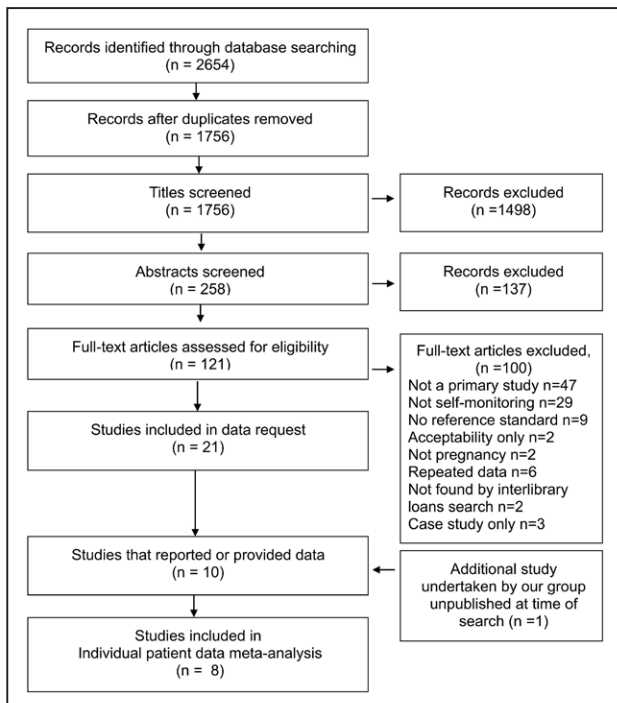 Records identified through database searching
(n = 2654)
Records after duplicates removed
(n = 1756)
Titles screened
(n = 1756)
Records excluded
(n =1498)
Abstracts screened
(n = 258)
Records excluded
(n =137)
Full-text articles assessed for eligibility
(n = 121)
Full-text articles excluded,
(n =100)
Not a primary study n=47
Not self-monitoring n=29
No reference standard n=9
Acceptability only n=2
Not pregnancy n=2
Repeated data n=6
Not found by interlibrary
loans search n=2
Case study only n=3
Studies included in data request
(n = 21)
Studies that reported or provided data
(n = 10)
Additional study
undertaken by our group
unpublished at time of
search (n =1)
Studies included in
Individual patient data meta-analysis
(n = 8)